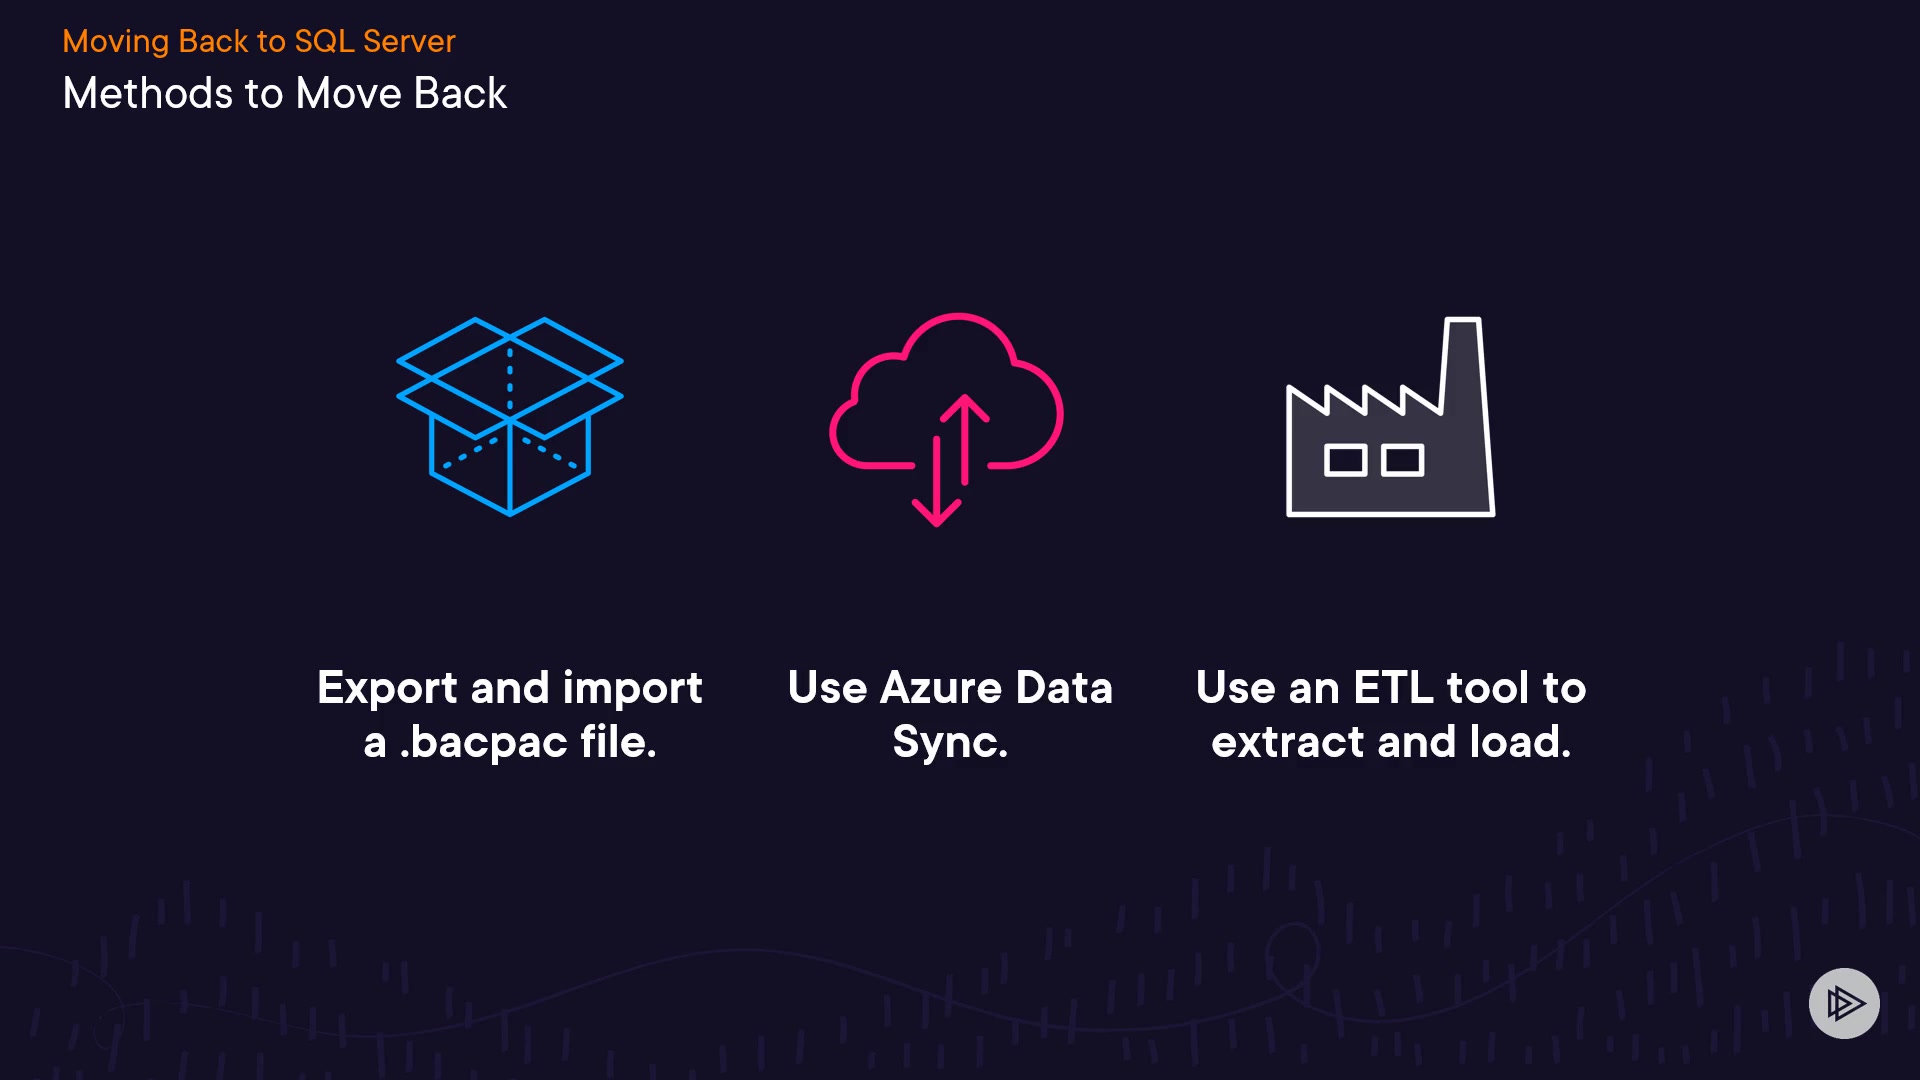 Moving Back to SQL Server
Methods to Move Back
Export and import
a .bacpac file.
Use Azure Data
Sync.
Use an ETL tool to
extract and load.